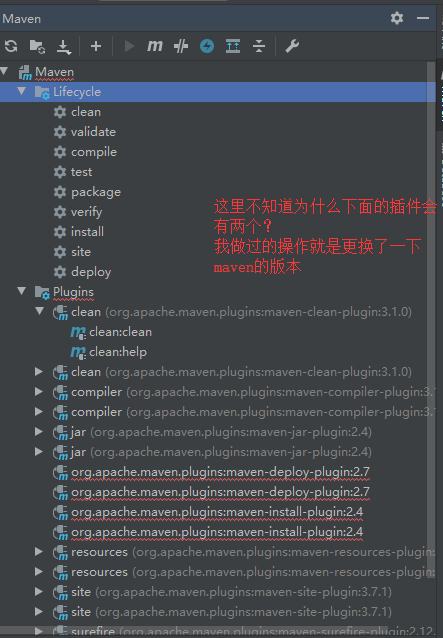 Maven
Maven
Lifecycle
clean
validate
compile
test
package
verify
install
site
deploy
这里不知道为什么下面的插件会
有两个？
我做过的操作就是更换了一下
maven的版本
Plugins
clean (org.apache.maven.plugins:maven-clean-plugin:3.1.0)
clean:clean
clean:help
clean (org.apache.maven.plugins:maven-clean-plugin:3.1.0)
compiler (org.apache.maven.plugins:maven-compiler-plugin:3.
compiler (org.apache.maven.plugins:maven-compiler-plugin:3.
jar (org.apache.maven.plugins:maven-jar-plugin:2.4)
jar (org.apache.maven.plugins:maven-jar-plugin:2.4)
org.apache.maven.plugins:maven-deploy-plugin:2.7
org.apache.maven.plugins:maven-deploy-plugin:2.7
org.apache.maven.plugins:maven-install-plugin:2.4
org.apache.maven.plugins:maven-install-plugin:2.4
resources (org.apache.maven.plugins:maven-resources-plugin:
resources (org.apache.maven.plugins:maven-resources-plugin:
site (org.apache.maven.plugins:maven-site-plugin:3.7.1)
site (org.apache.maven.plugins:maven-site-plugin:3.7.1)
surefire (org.apache.maven.plugins:maven-surefire-plugin:2.12